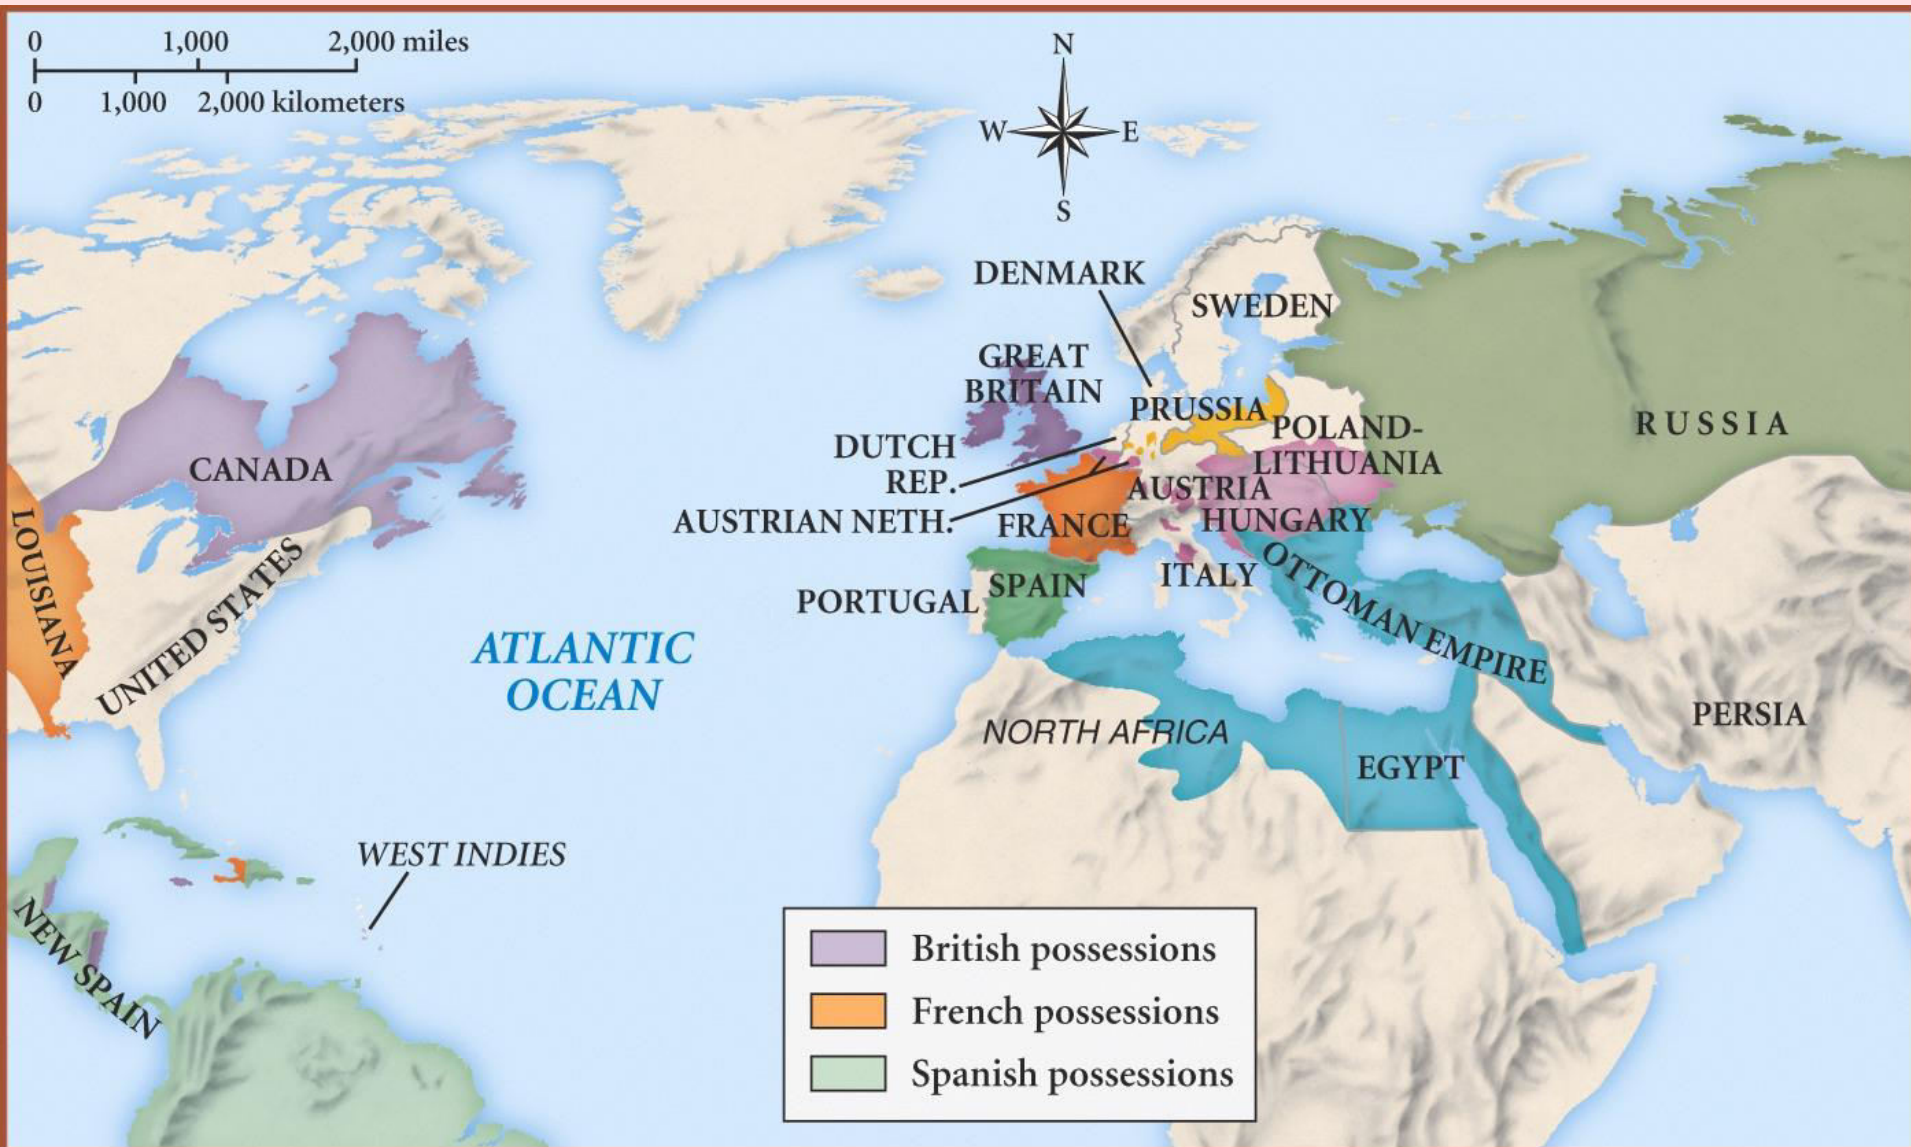 0 1,000 2,000 miles
0 1,000 2,000 kilometers
N
W E
S
DENMARK
SWEDEN
GREAT
BRITAIN
PRUSSIA
POLAND-
LITHUANIA
RUSSIA
DUTCH
REP.
CANADA
AUSTRIA
HUNGARY
AUSTRIAN NETH.
FRANCE
LOUISIANA
UNITED STATES
ITALY
SPAIN
PORTUGAL
OTTOMAN EMPIRE
ATLANTIC
OCEAN
PERSIA
NORTH AFRICA
EGYPT
WEST INDIES
NEW SPAIN
British possessions
French possessions
Spanish possessions